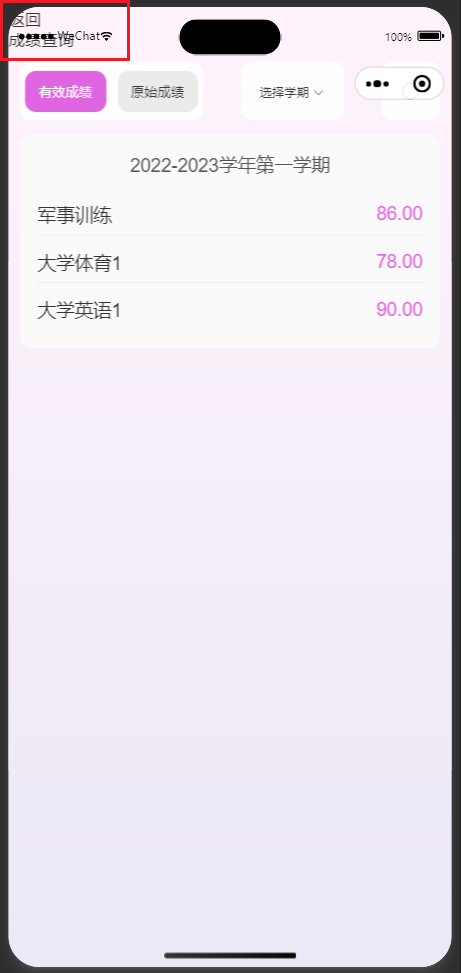 返回
●●●●●WeChat
100%
成绩查询
有效成绩 原始成绩 选择学期
2022-2023学年第一学期
军事训练 86.00
大学体育1 78.00
大学英语1 90.00